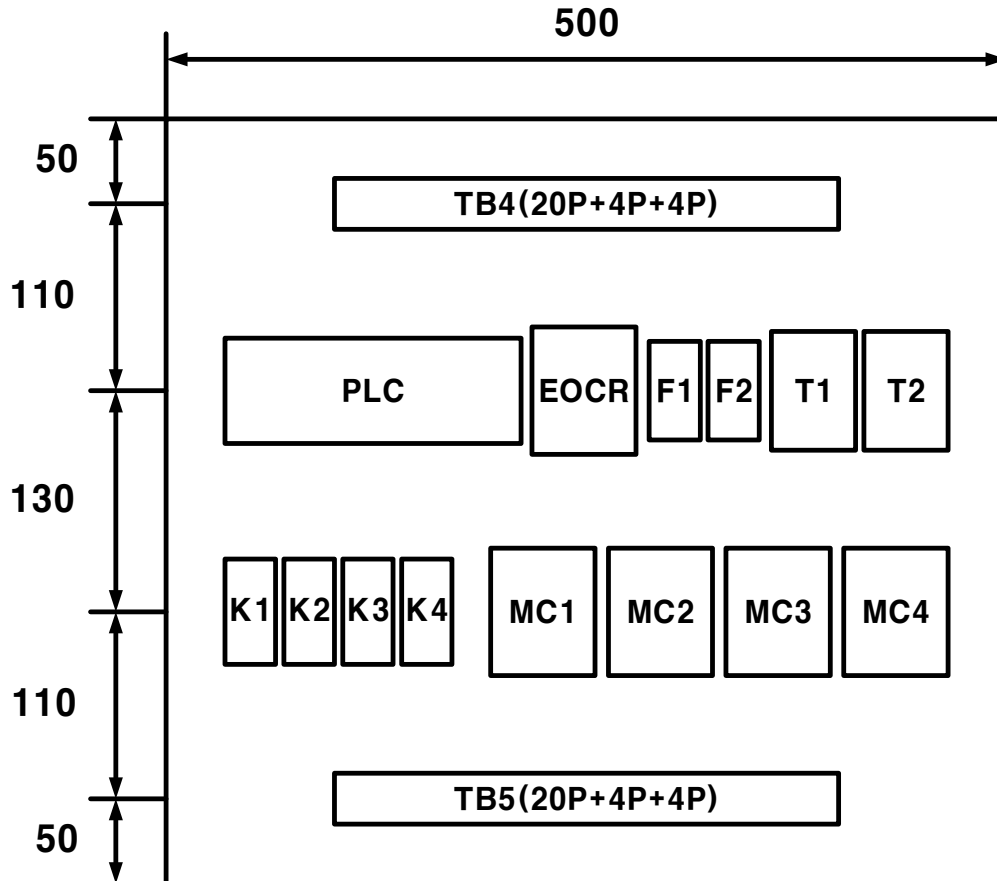 500
50
TB4(20P+4P+4P)
110
PLC EOCR F1 F2 T1 T2
130
K1 K2 K3 K4 MC1 MC2 MC3 MC4
110
TB5(20P+4P+4P)
50